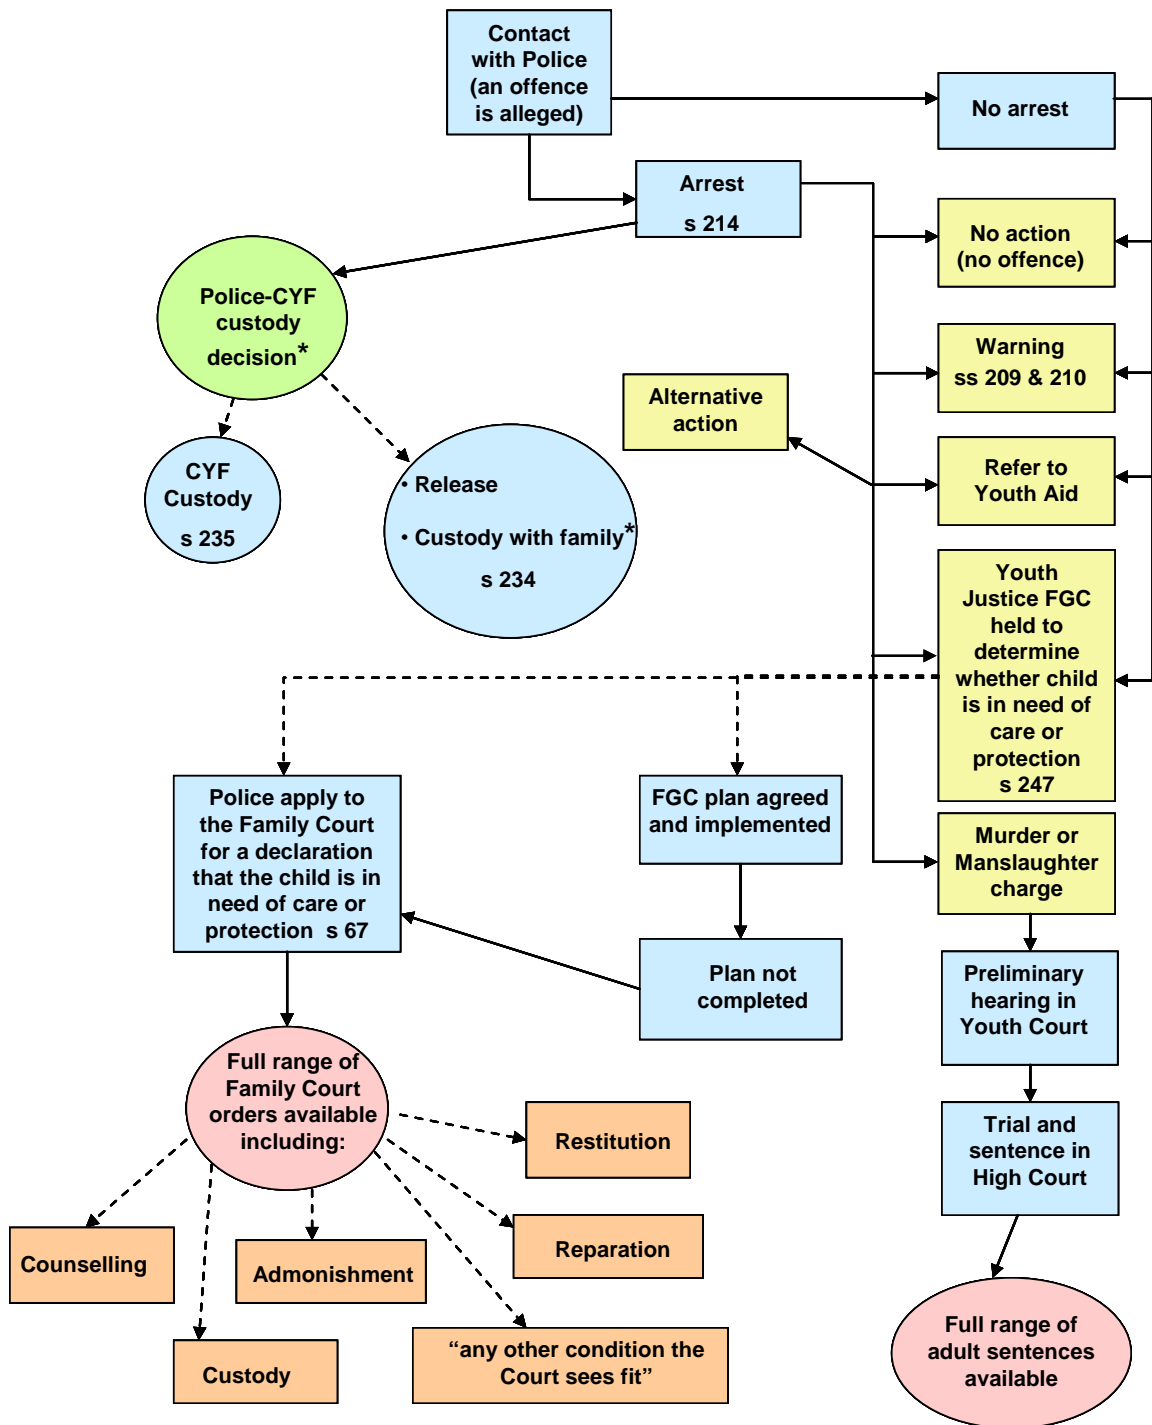 Contact
with Police
(an offence
is alleged)
No arrest
Arrest
s 214
No action
(no offence)
Police-CYF
custody
decision*
Warning
ss 209 & 210
Alternative
action
CYF
Custody
s 235
• Release
• Custody with family*
s 234
Refer to
Youth Aid
Youth
Justice FGC
held to
determine
whether child
is in need of
care or
protection
s 247
Police apply to
the Family Court
for a declaration
that the child is in
need of care or
protection s 67
FGC plan agreed
and implemented
Murder or
Manslaughter
charge
Plan not
completed
Preliminary
hearing in
Youth Court
Full range of
Family Court
orders available
including:
Restitution
Trial and
sentence in
High Court
Counselling
Admonishment
Reparation
Custody
“any other condition the
Court sees fit”
Full range of
adult sentences
available